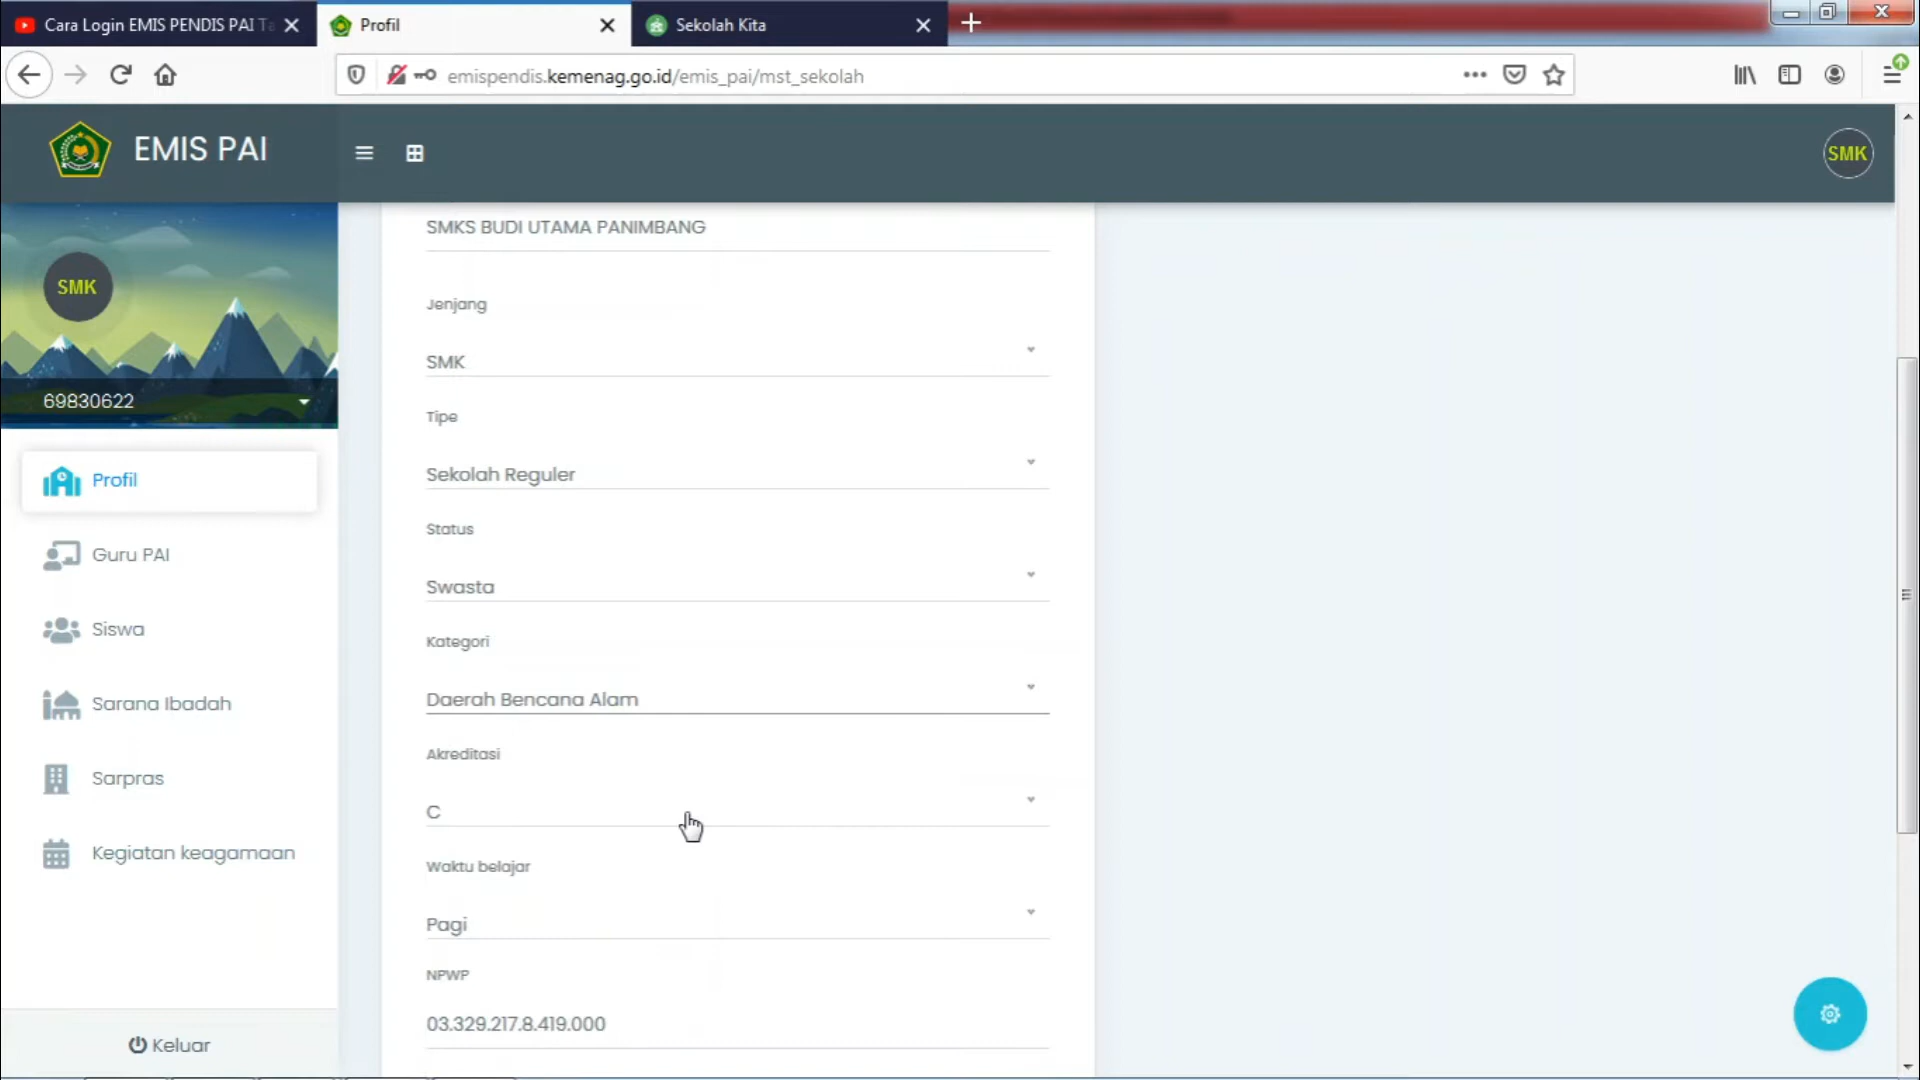 Cara Login EMIS PENDIS PAI Ta
Profil
Sekolah Kita
emispendis.kemenag.go.id/emis_pai/mst_sekolah
EMIS PAI
SMK
SMK
69830622
Profil
Guru PAI
Siswa
Sarana Ibadah
Sarpras
Kegiatan keagamaan
Keluar
SMKS BUDI UTAMA PANIMBANG
Jenjang
SMK
Tipe
Sekolah Reguler
Status
Swasta
Kategori
Daerah Bencana Alam
Akreditasi
C
Waktu belajar
Pagi
NPWP
03.329.217.8.419.000